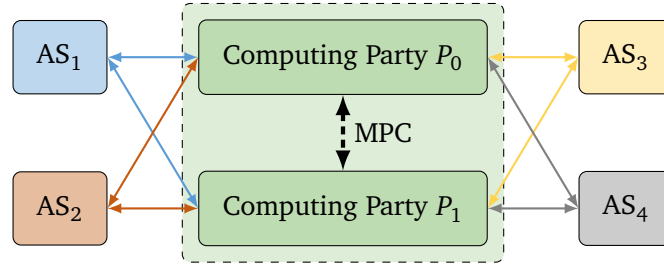 AS₁
Computing Party P₀
AS₃
MPC
AS₂
Computing Party P₁
AS₄